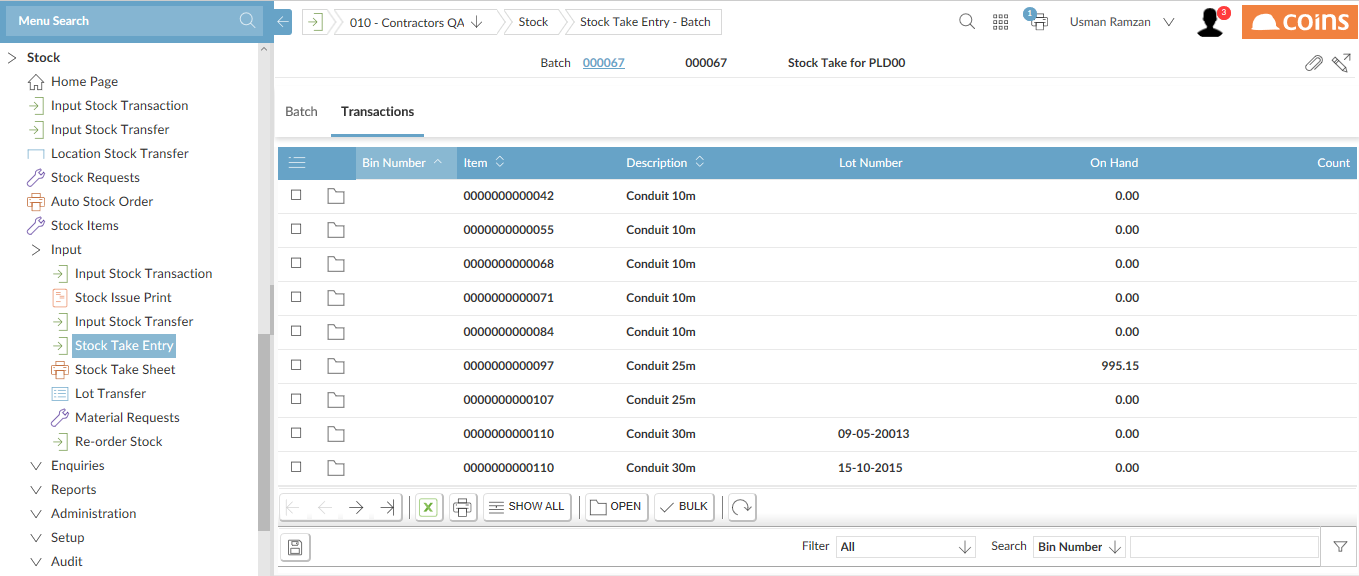 Menu Search
010 - Contractors QA
Stock
Stock Take Entry - Batch
1
Usman Ramzan
3
coins
Batch 000067 000067 Stock Take for PLD00
Stock
Home Page
Input Stock Transaction
Input Stock Transfer
Location Stock Transfer
Stock Requests
Auto Stock Order
Stock Items
Input
Input Stock Transaction
Stock Issue Print
Input Stock Transfer
Stock Take Entry
Stock Take Sheet
Lot Transfer
Material Requests
Re-order Stock
Enquiries
Reports
Administration
Setup
Audit
Batch Transactions
Bin Number Item Description Lot Number On Hand Count
0000000000042 Conduit 10m 0.00
0000000000055 Conduit 10m 0.00
0000000000068 Conduit 10m 0.00
0000000000071 Conduit 10m 0.00
0000000000084 Conduit 10m 0.00
0000000000097 Conduit 25m 995.15
0000000000107 Conduit 25m 0.00
0000000000110 Conduit 30m 09-05-20013 0.00
0000000000110 Conduit 30m 15-10-2015 0.00
X SHOW ALL OPEN BULK
Filter All Search Bin Number